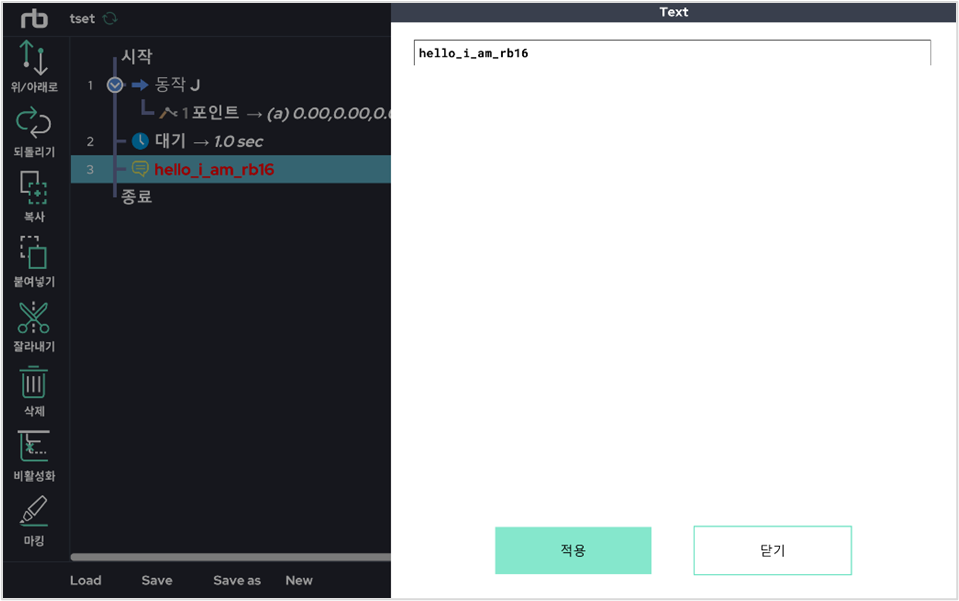 rb
tset
Text
위/아래로
되돌리기
복사
붙여넣기
잘라내기
삭제
비활성화
마킹
시작
1 동작 J
1 포인트 → (a) 0.00,0.00,0.0
2 대기 → 1.0 sec
3 hello_i_am_rb16
종료
Load Save Save as New
hello_i_am_rb16
적용 닫기